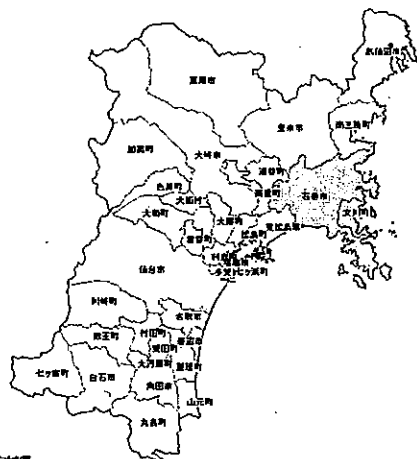 気仙沼市
栗原市
登米市
南三陸町
加美町
大崎市
涌谷町
色麻町
美里町
石巻市
大衡村
女川町
大和町
大郷町
東松島市
富谷町
松島町
利府町
仙台市
塩竈市
多賀城市
七ヶ浜町
川崎町
名取市
村田町
岩沼市
蔵王町
柴田町
大河原町
亘理町
七ヶ宿町
白石市
角田市
山元町
丸森町